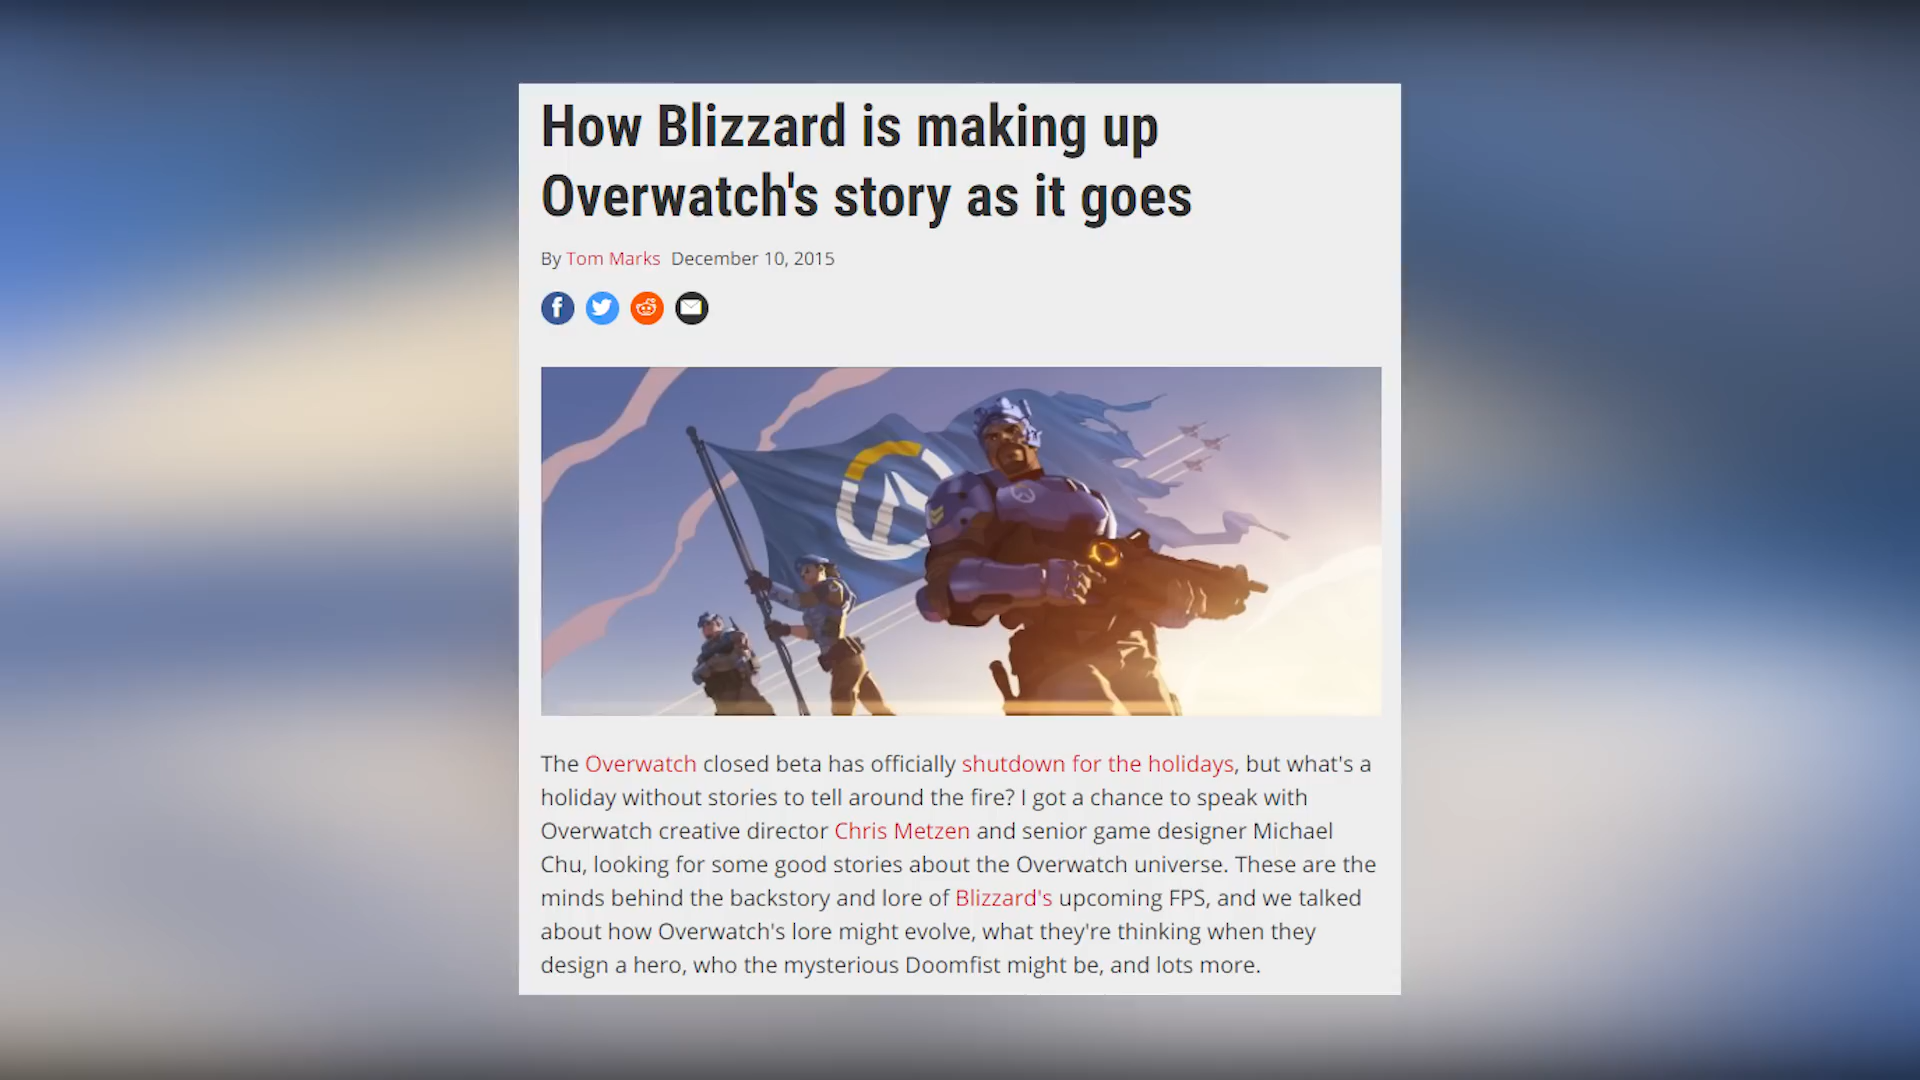 How Blizzard is making up
Overwatch's story as it goes
By Tom Marks December 10, 2015
The Overwatch closed beta has officially shutdown for the holidays, but what's a
holiday without stories to tell around the fire? I got a chance to speak with
Overwatch creative director Chris Metzen and senior game designer Michael
Chu, looking for some good stories about the Overwatch universe. These are the
minds behind the backstory and lore of Blizzard's upcoming FPS, and we talked
about how Overwatch's lore might evolve, what they're thinking when they
design a hero, who the mysterious Doomfist might be, and lots more.